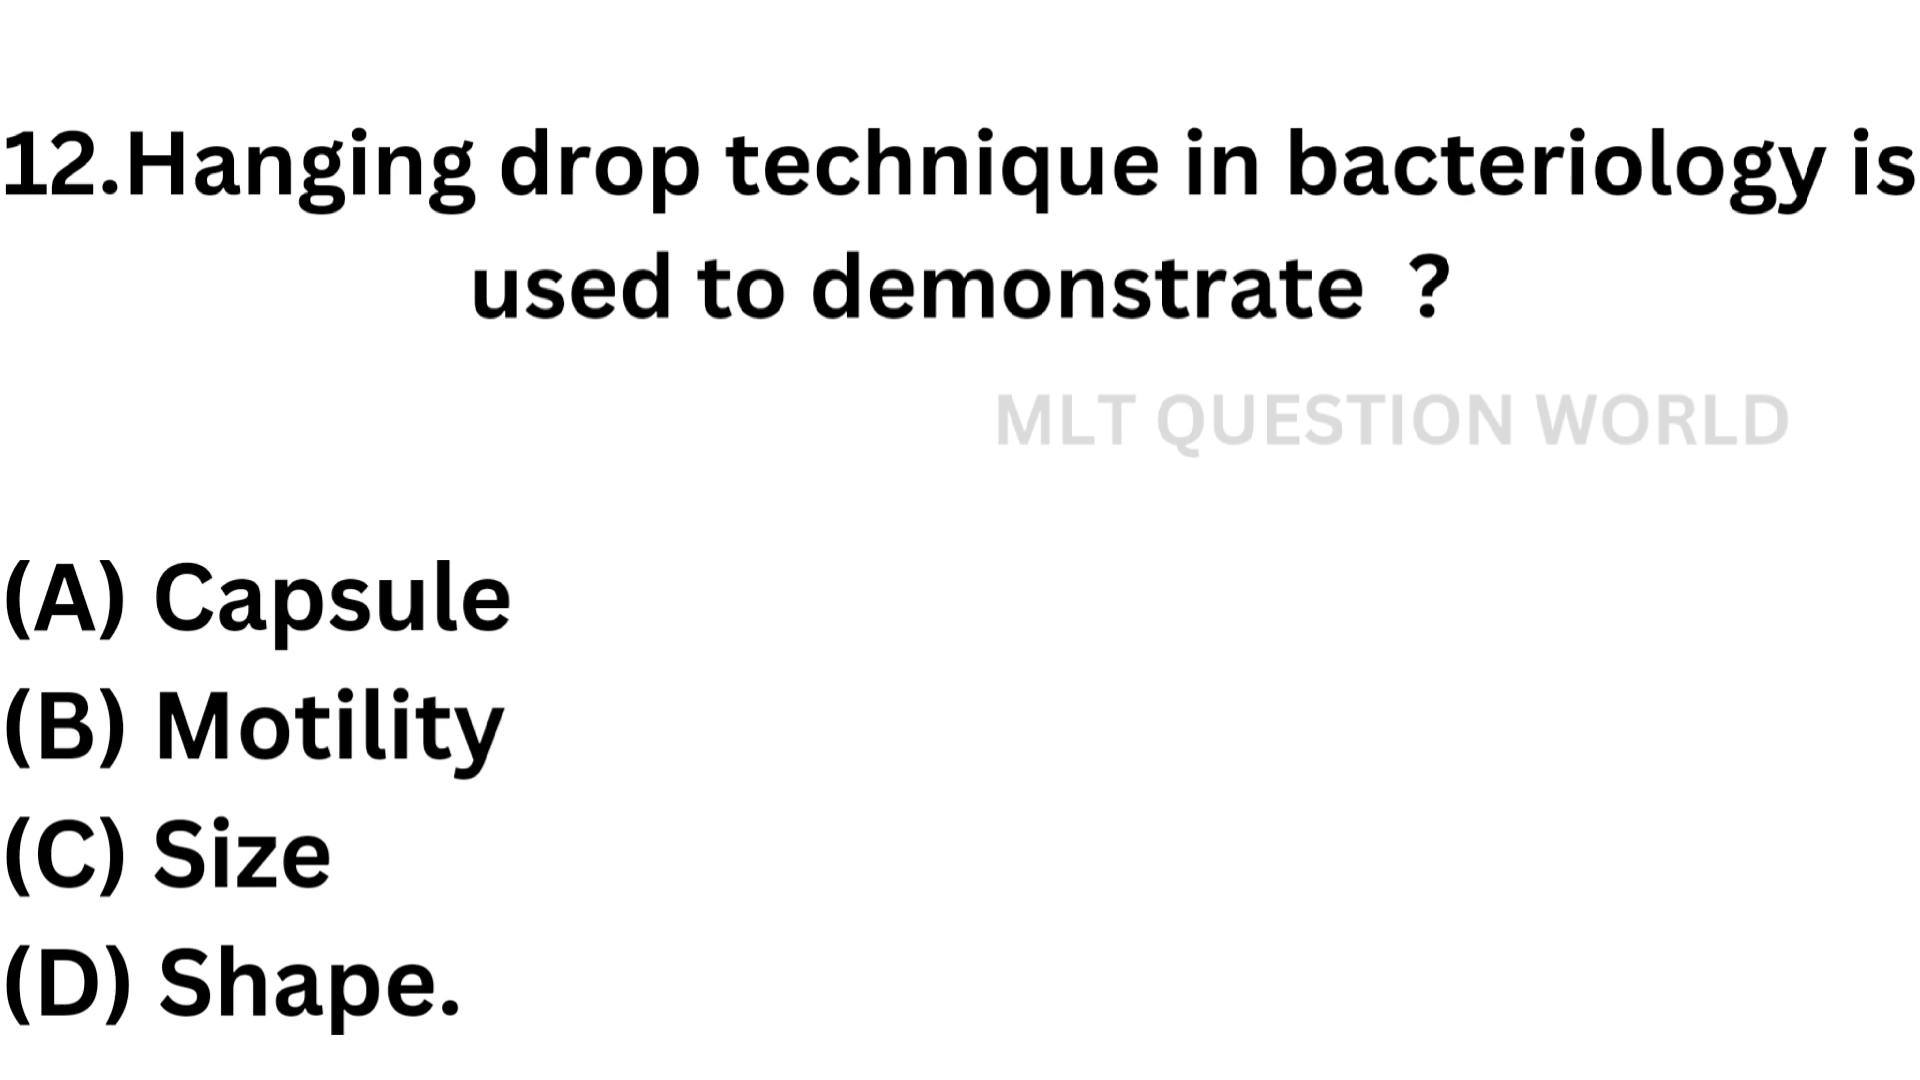 12.Hanging drop technique in bacteriology is
used to demonstrate ?
MLT QUESTION WORLD
(A) Capsule
(B) Motility
(C) Size
(D) Shape.